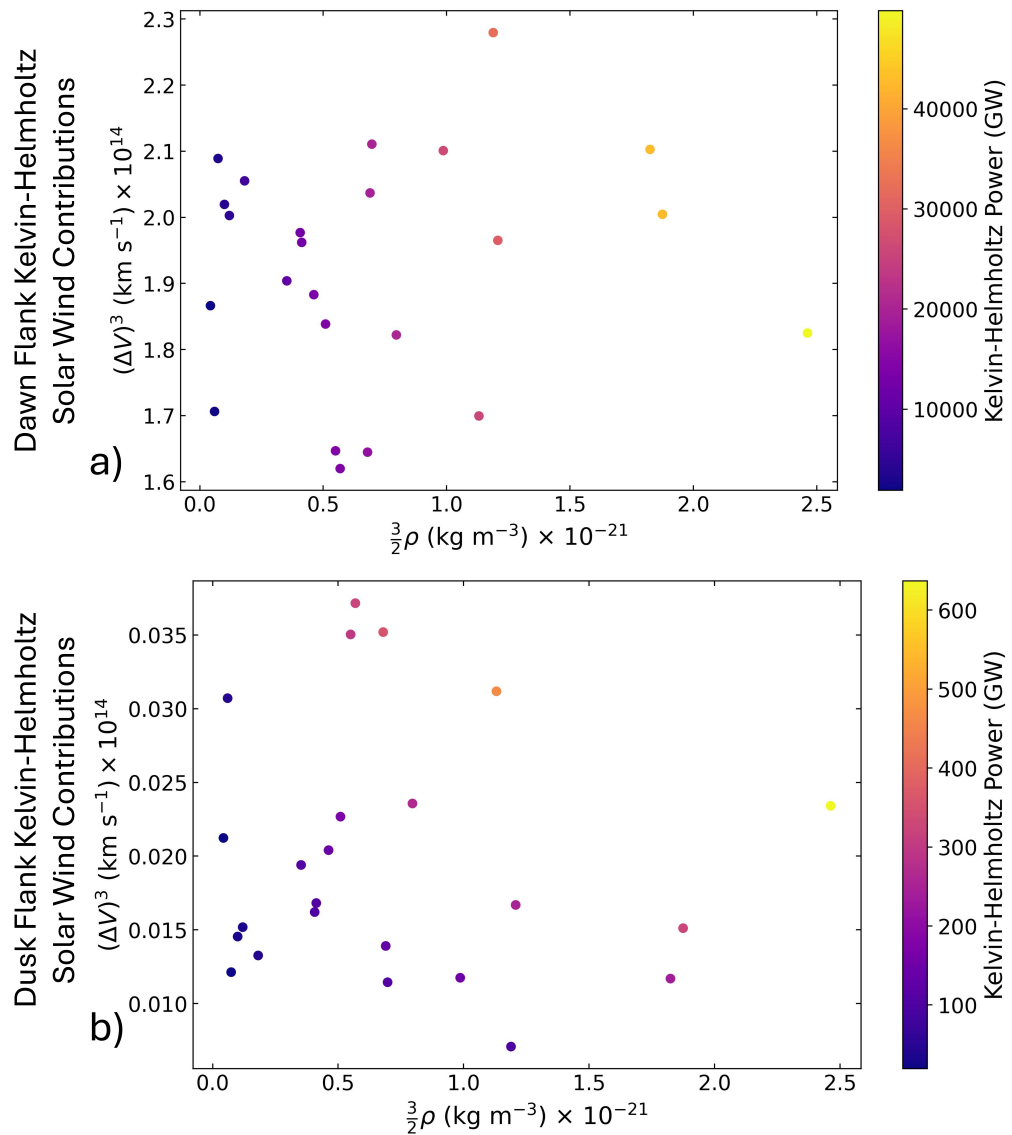 Dawn Flank Kelvin-Helmholtz
Solar Wind Contributions
(ΔV)³ (km s⁻¹) × 10¹⁴
2.3
2.2
2.1
2.0
1.9
1.8
1.7
1.6
a)
0.0 0.5 1.0 1.5 2.0 2.5
3/2 ρ (kg m⁻³) × 10⁻²¹
40000
30000
20000
10000
Kelvin-Helmholtz Power (GW)
Dusk Flank Kelvin-Helmholtz
Solar Wind Contributions
(ΔV)³ (km s⁻¹) × 10¹⁴
0.035
0.030
0.025
0.020
0.015
0.010
b)
0.0 0.5 1.0 1.5 2.0 2.5
3/2 ρ (kg m⁻³) × 10⁻²¹
600
500
400
300
200
100
Kelvin-Helmholtz Power (GW)